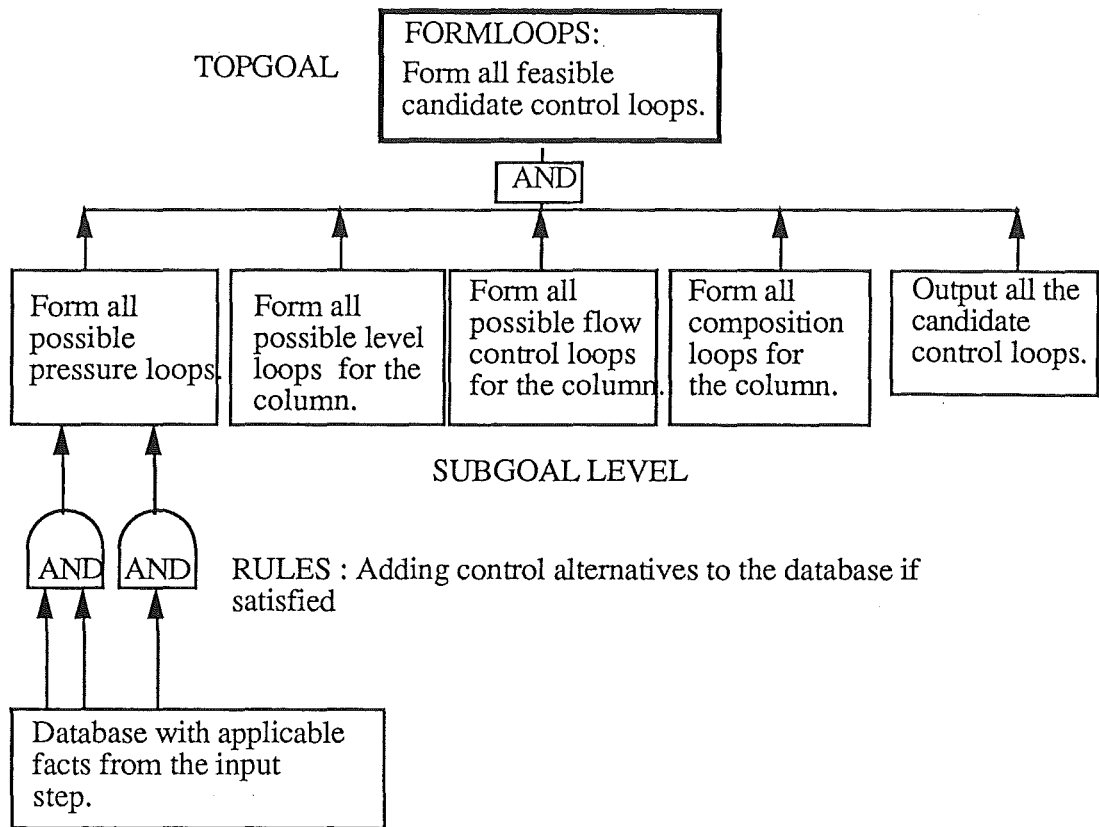 FORMLOOPS:
TOPGOAL
Form all feasible
candidate control loops.
AND
Form all
possible
pressure loops.
Form all
possible level
loops for the
column.
Form all
possible flow
control loops
for the column.
Form all
composition
loops for
the column.
Output all the
candidate
control loops.
SUBGOAL LEVEL
AND
AND
RULES : Adding control alternatives to the database if
satisfied
Database with applicable
facts from the input
step.